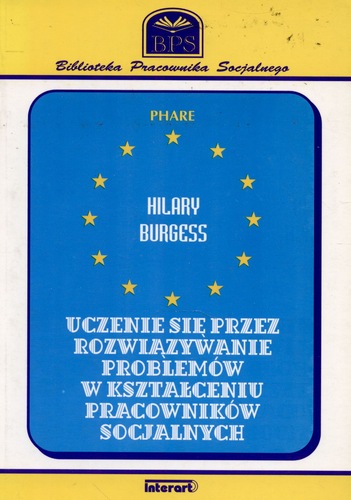 BPS
Biblioteka Pracownika Socjalnego
PHARE
HILARY
BURGESS
UCZENIE SIĘ PRZEZ
ROZWIĄZYWANIE
PROBLEMÓW
W KSZTAŁCENIU
PRACOWNIKÓW
SOCJALNYCH
interart